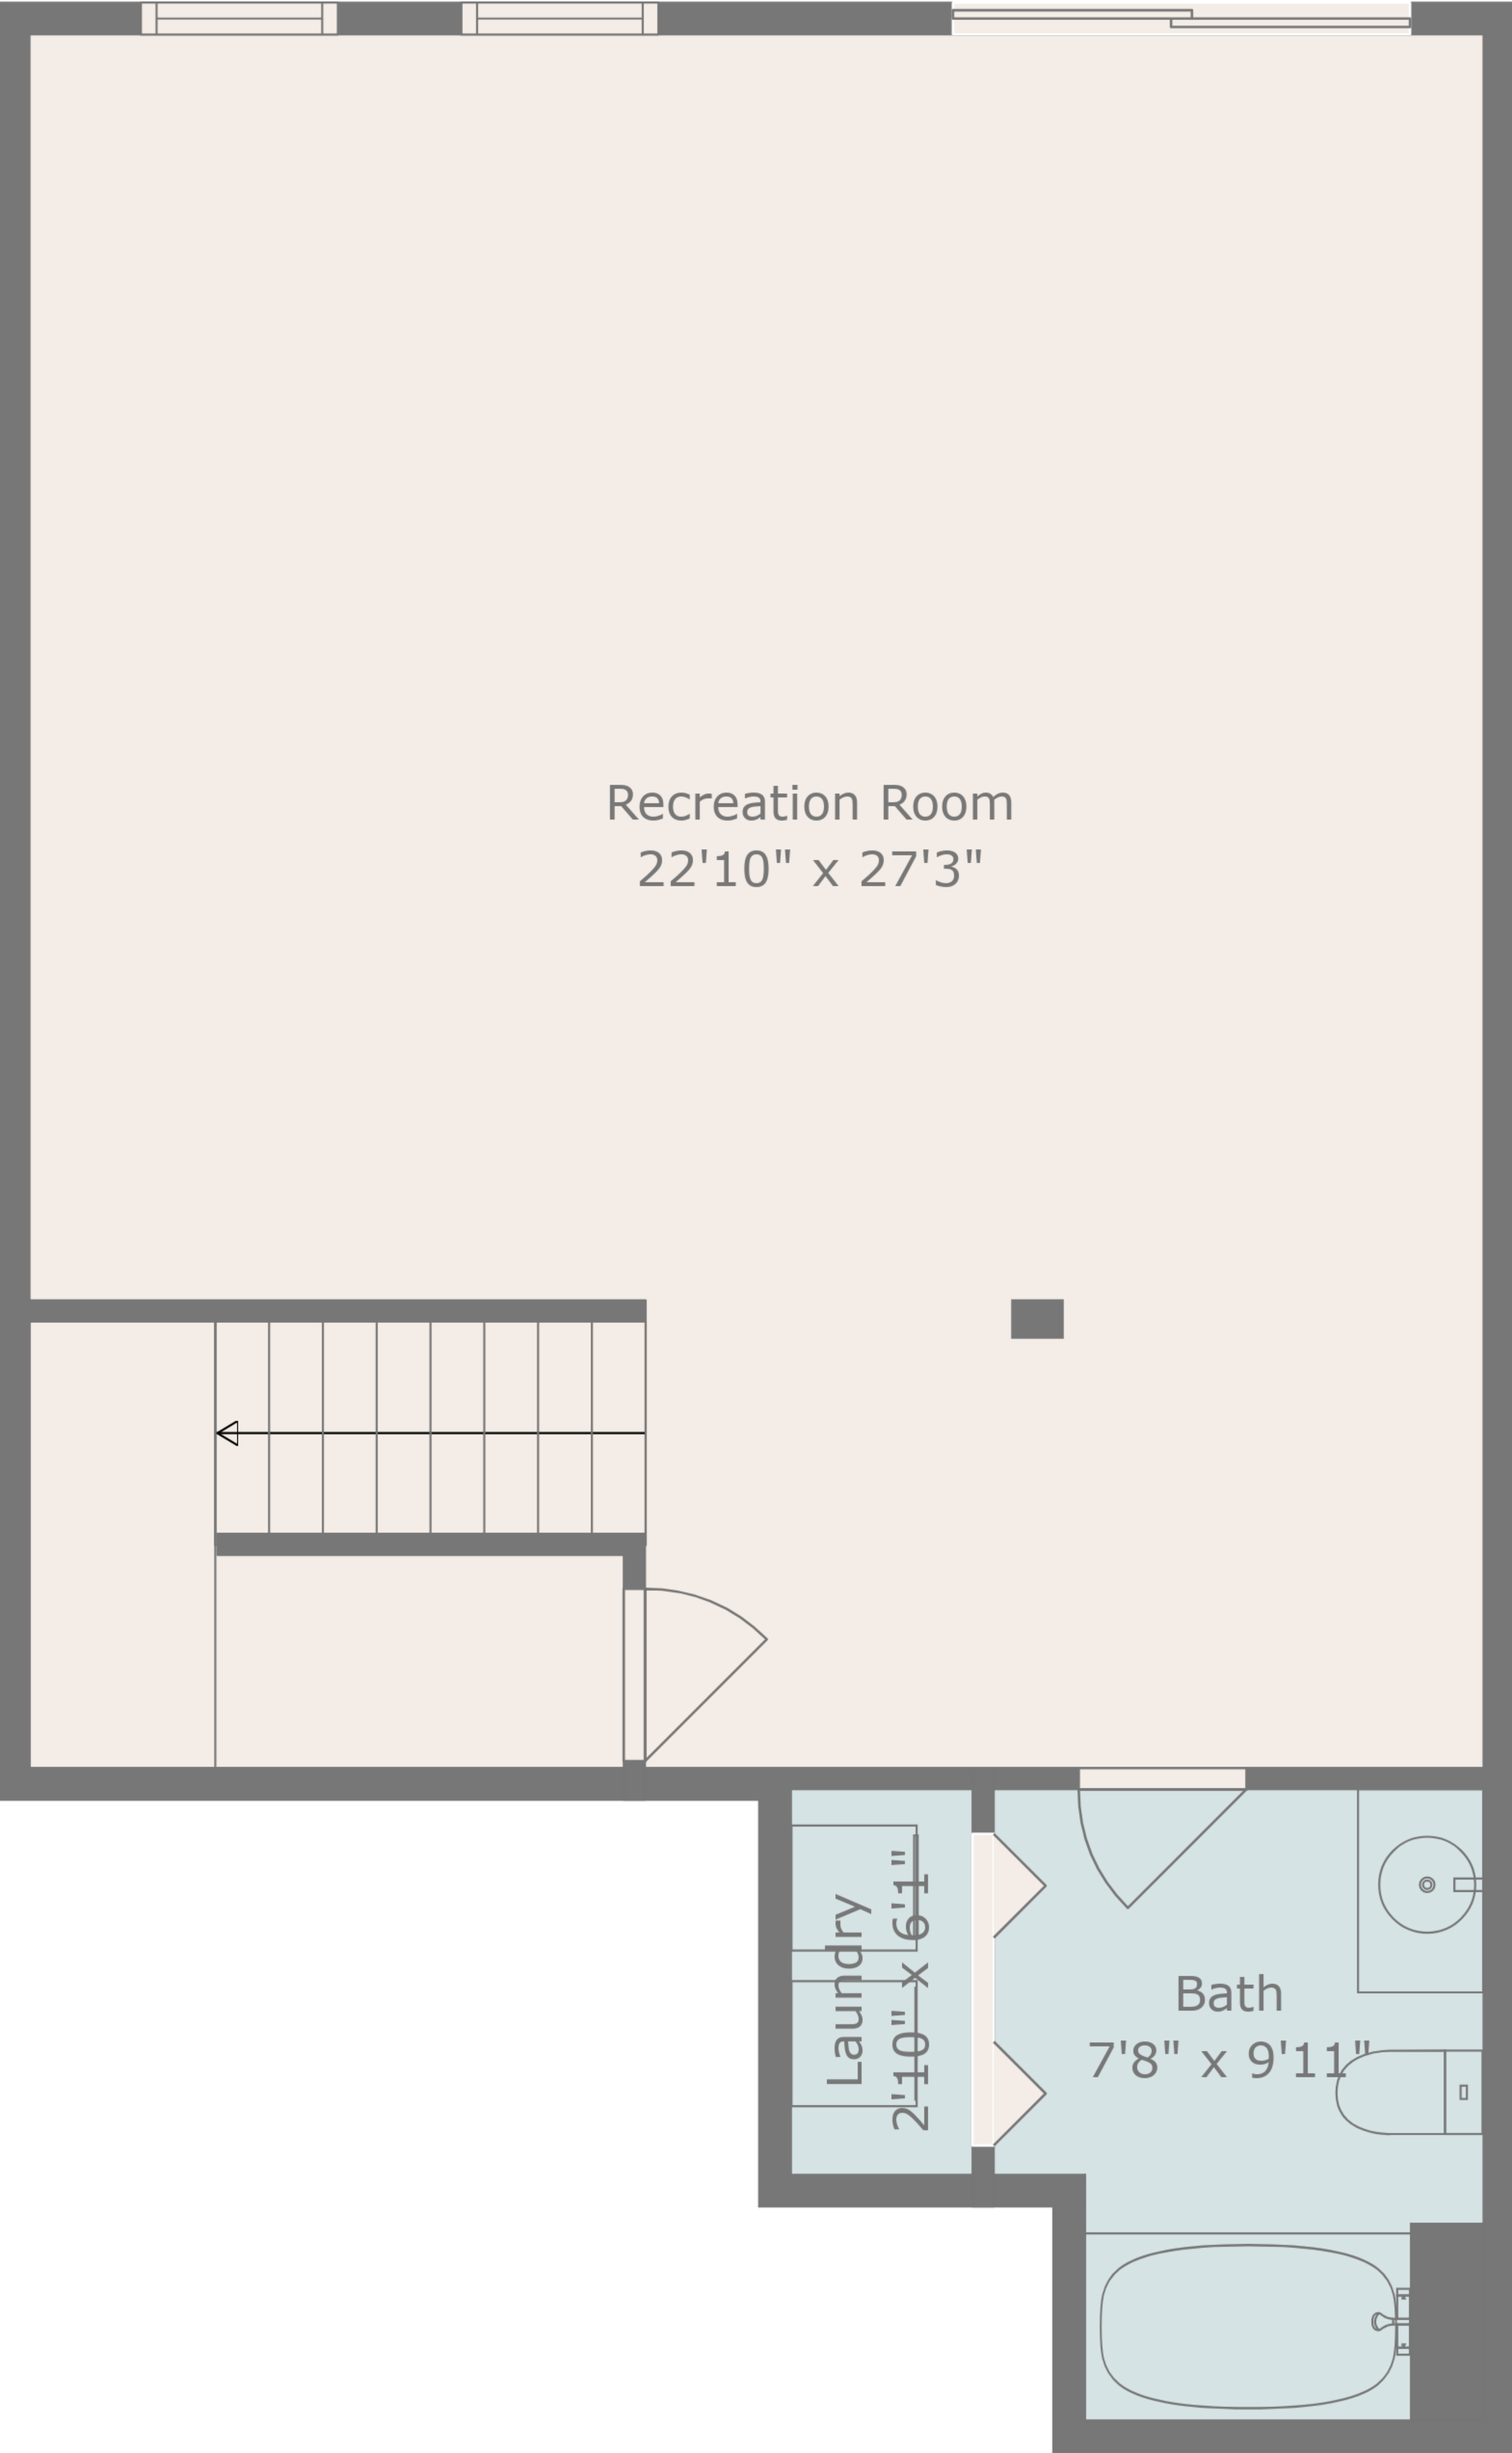 Recreation Room
22'10" x 27'3"
Laundry
2'10" x 6'1"
Bath
7'8" x 9'11"